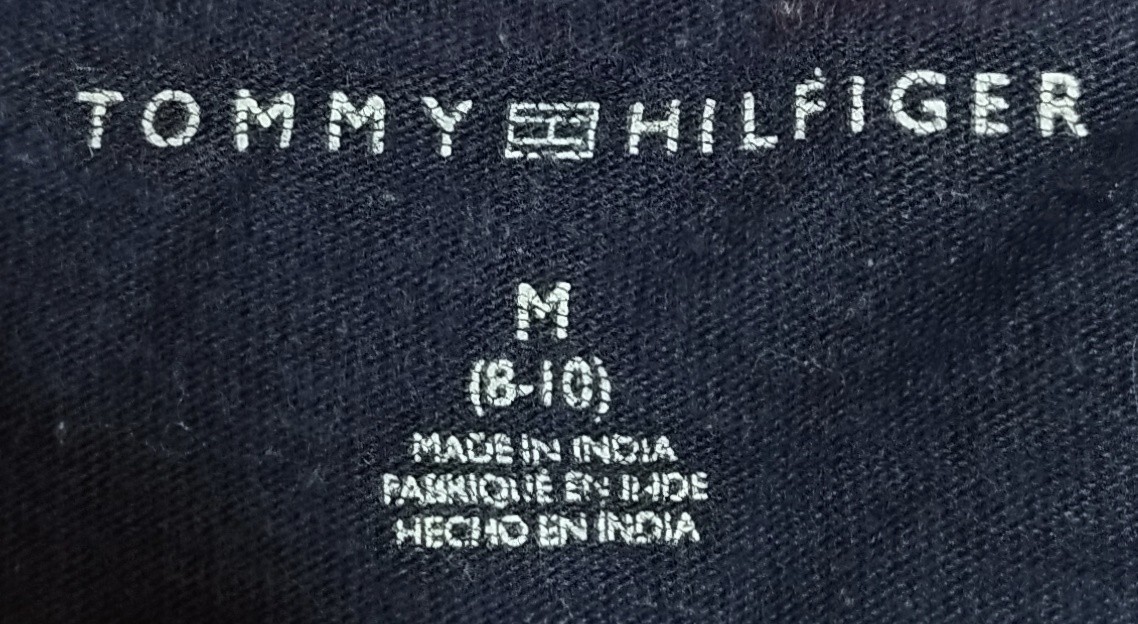 TOMMY HILFIGER
M
(8-10)
MADE IN INDIA
FABRIQUÉ EN INDE
HECHO EN INDIA